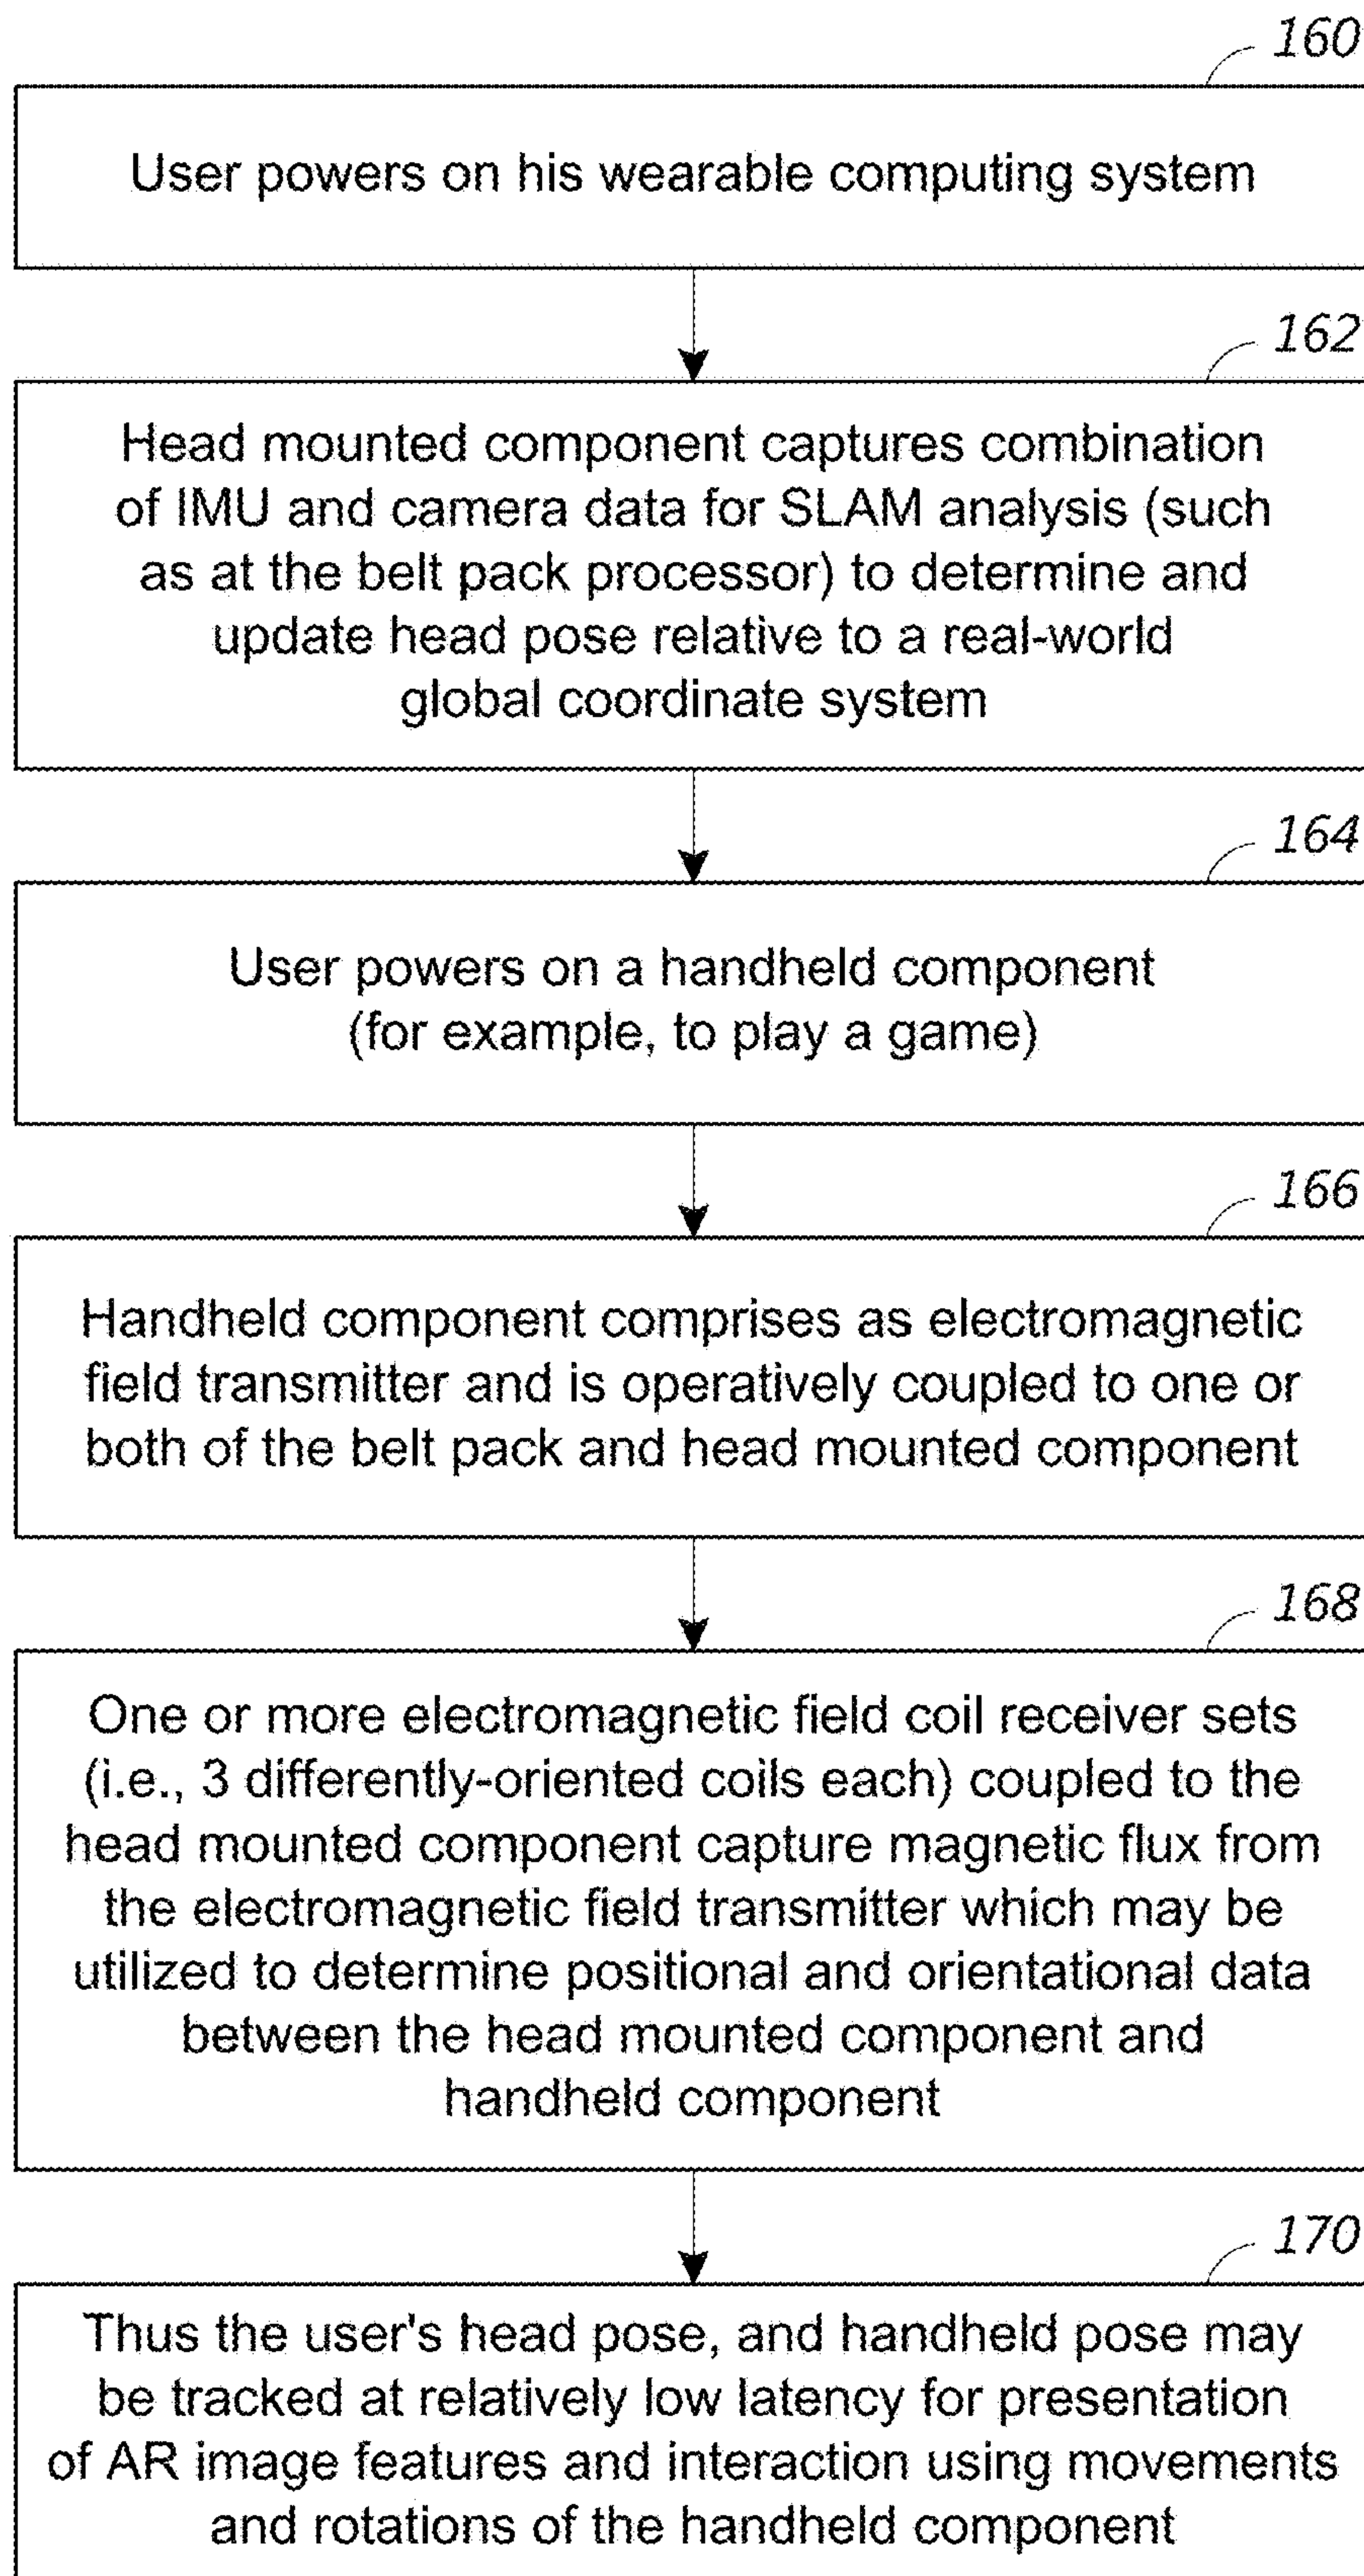 160
User powers on his wearable computing system
162
Head mounted component captures combination
of IMU and camera data for SLAM analysis (such
as at the belt pack processor) to determine and
update head pose relative to a real-world
global coordinate system
164
User powers on a handheld component
(for example, to play a game)
166
Handheld component comprises as electromagnetic
field transmitter and is operatively coupled to one or
both of the belt pack and head mounted component
168
One or more electromagnetic field coil receiver sets
(i.e., 3 differently-oriented coils each) coupled to the
head mounted component capture magnetic flux from
the electromagnetic field transmitter which may be
utilized to determine positional and orientational data
between the head mounted component and
handheld component
170
Thus the user's head pose, and handheld pose may
be tracked at relatively low latency for presentation
of AR image features and interaction using movements
and rotations of the handheld component